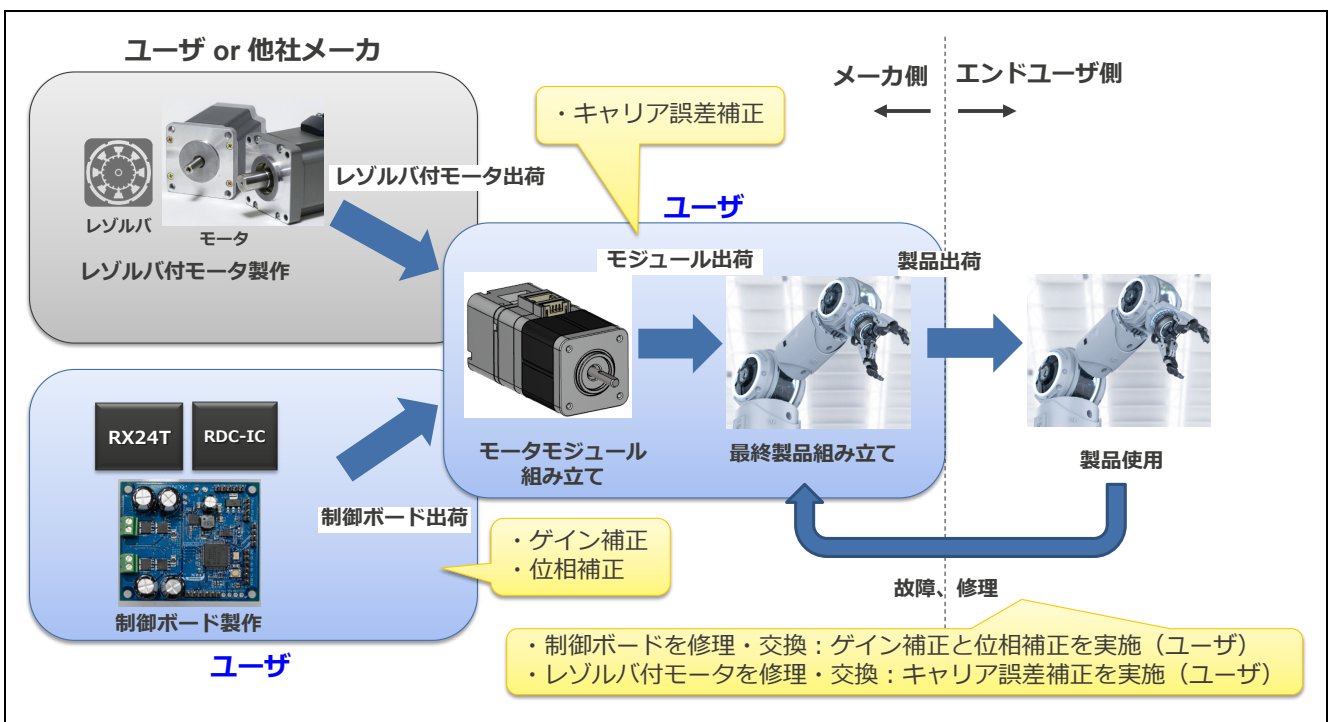 ユーザ or 他社メーカ
メーカ側
エンドユーザ側
・キャリア誤差補正
レゾルバ付モータ出荷
レゾルバ
モータ
レゾルバ付モータ製作
ユーザ
モジュール出荷
製品出荷
RX24T
RDC-IC
モータモジュール
組み立て
最終製品組み立て
製品使用
制御ボード出荷
・ゲイン補正
・位相補正
制御ボード製作
ユーザ
故障、修理
・制御ボードを修理・交換：ゲイン補正と位相補正を実施（ユーザ）
・レゾルバ付モータを修理・交換：キャリア誤差補正を実施（ユーザ）